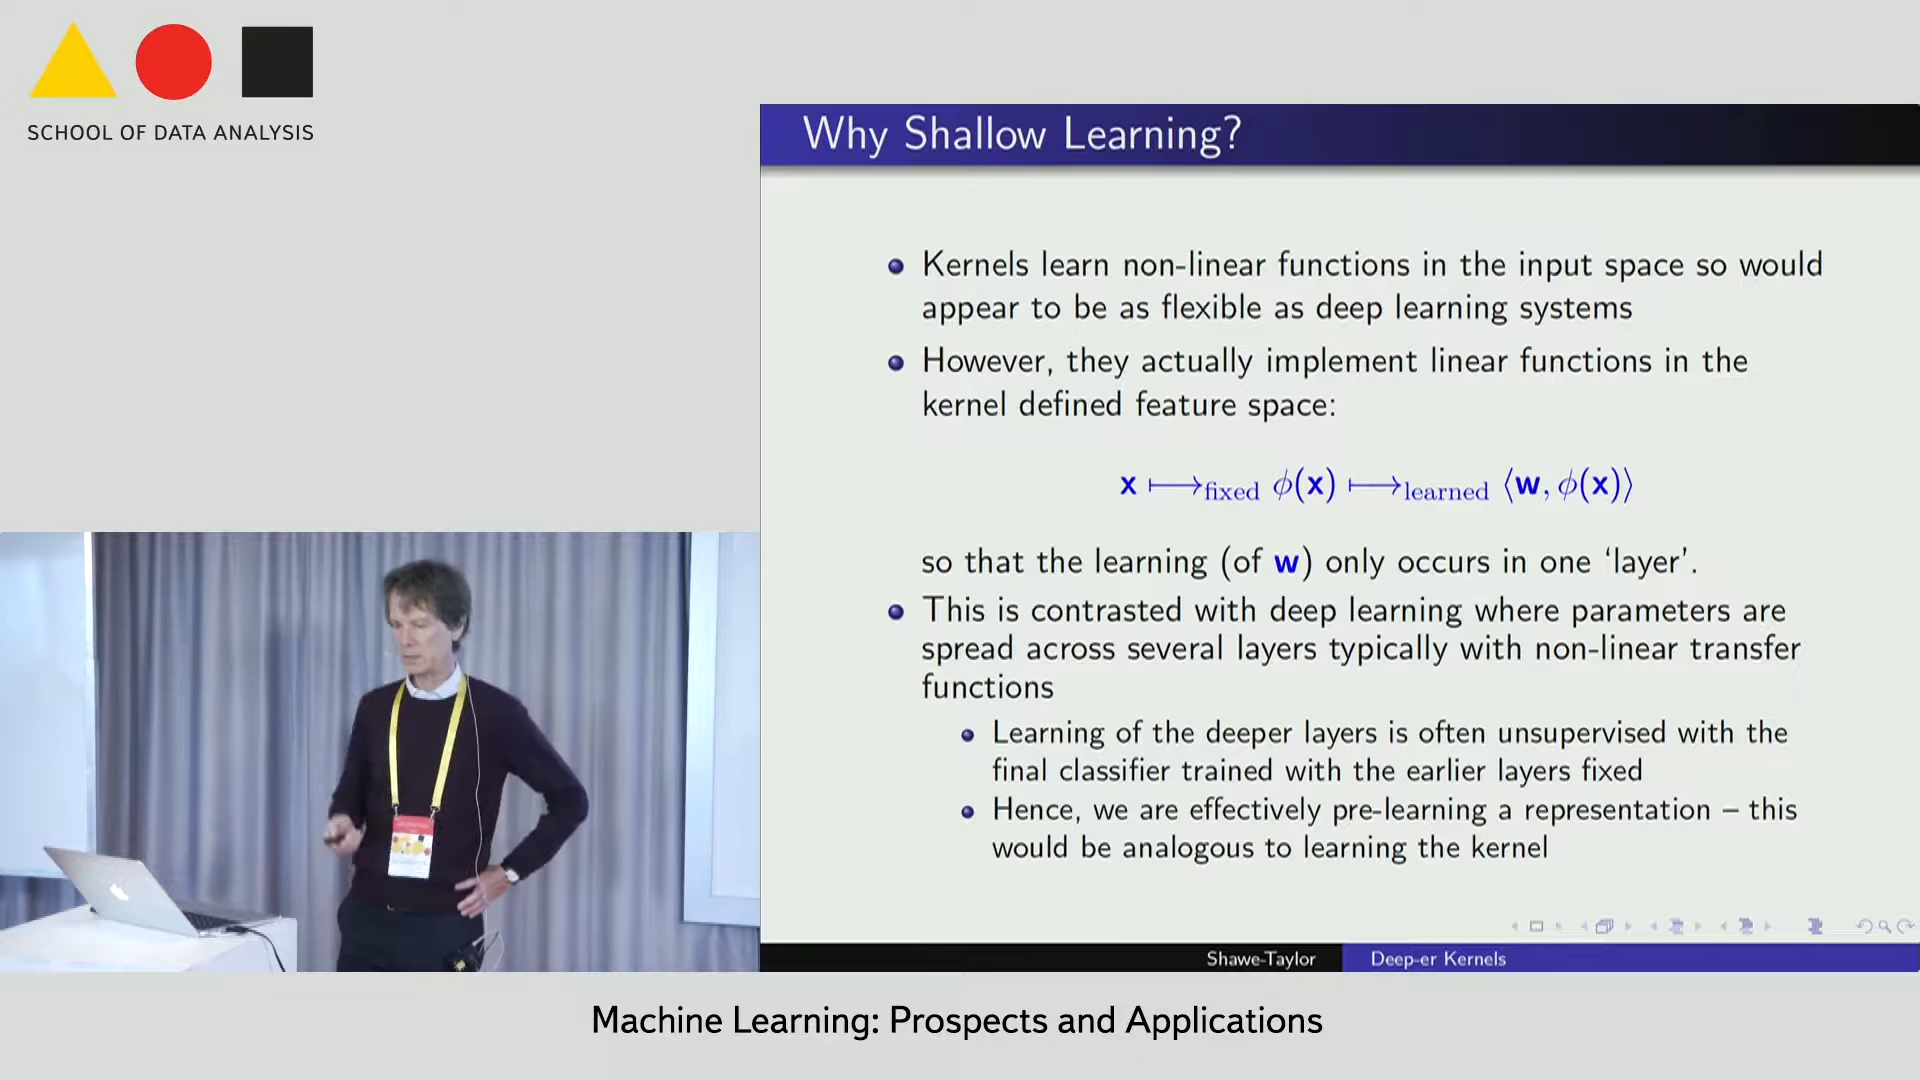 SCHOOL OF DATA ANALYSIS
Why Shallow Learning?
Kernels learn non-linear functions in the input space so would
appear to be as flexible as deep learning systems
However, they actually implement linear functions in the
kernel defined feature space:
x ⟼fixed ϕ(x) ⟼learned ⟨w, ϕ(x)⟩
so that the learning (of w) only occurs in one ‘layer’.
This is contrasted with deep learning where parameters are
spread across several layers typically with non-linear transfer
functions
Learning of the deeper layers is often unsupervised with the
final classifier trained with the earlier layers fixed
Hence, we are effectively pre-learning a representation – this
would be analogous to learning the kernel
Shawe-Taylor Deep-er Kernels
Machine Learning: Prospects and Applications